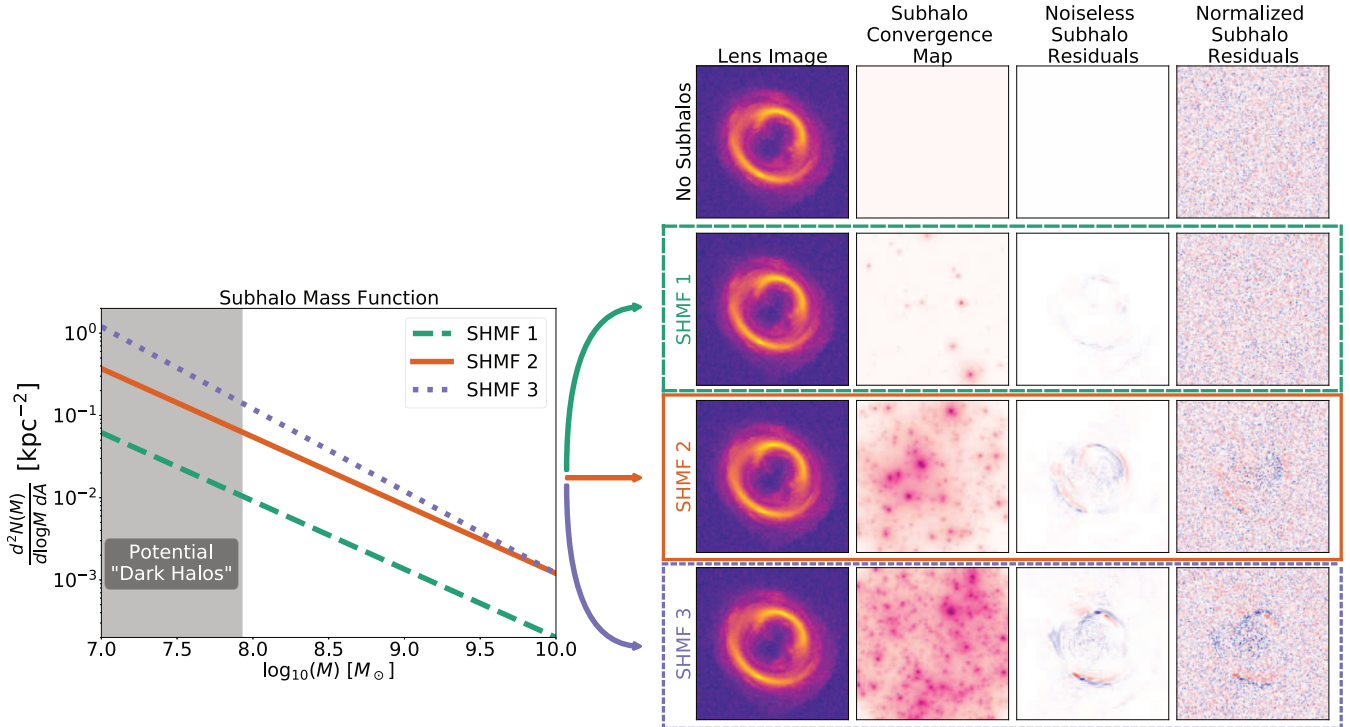 Subhalo Mass Function
SHMF 1
SHMF 2
SHMF 3
10⁰
10⁻¹
10⁻²
10⁻³
d²N(M)
dlogM dA
[kpc⁻²]
Potential
"Dark Halos"
7.0 7.5 8.0 8.5 9.0 9.5 10.0
log₁₀(M) [M⊙]
Lens Image
Subhalo
Convergence
Map
Noiseless
Subhalo
Residuals
Normalized
Subhalo
Residuals
No Subhalos
SHMF 1
SHMF 2
SHMF 3